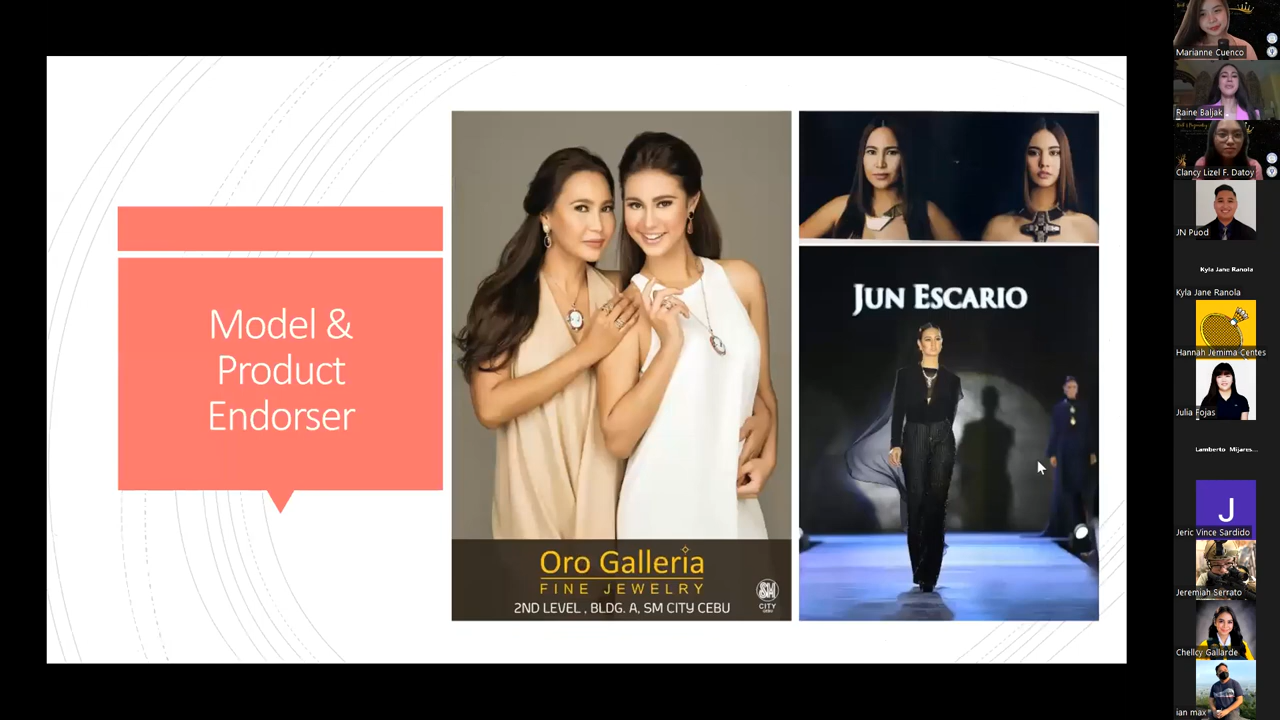 Model &
Product
Endorser
Oro Galleria
FINE JEWELRY
2ND LEVEL , BLDG. A, SM CITY CEBU
SM
CITY
CEBU
JUN ESCARIO
Marianne Cuenco
Raine Baljak
Clancy Lizel F. Datoy
JN Puod
Kyla Jane Ranola
Kyla Jane Ranola
Hannah Jemima Centes
Julia Fojas
Lamberto Mijares...
J
Jeric Vince Sardido
Jeremiah Serrato
Chellcy Gallarde
ian max